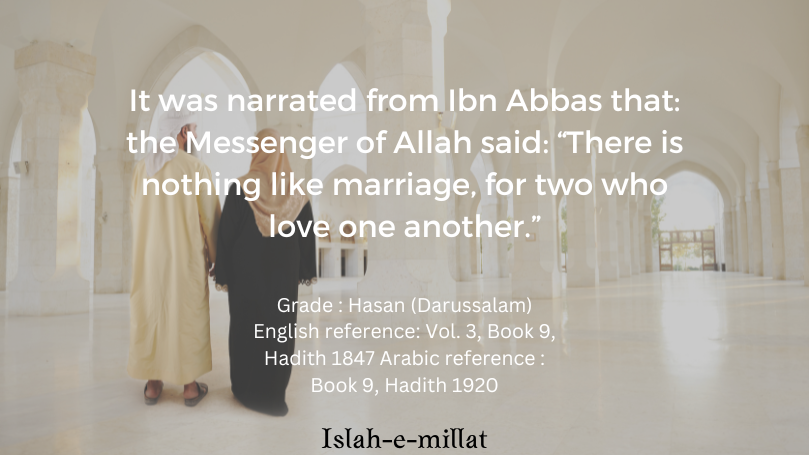 It was narrated from Ibn Abbas that:
the Messenger of Allah said: “There is
nothing like marriage, for two who
love one another.”
Grade : Hasan (Darussalam)
English reference: Vol. 3, Book 9,
Hadith 1847 Arabic reference :
Book 9, Hadith 1920
Islah-e-millat